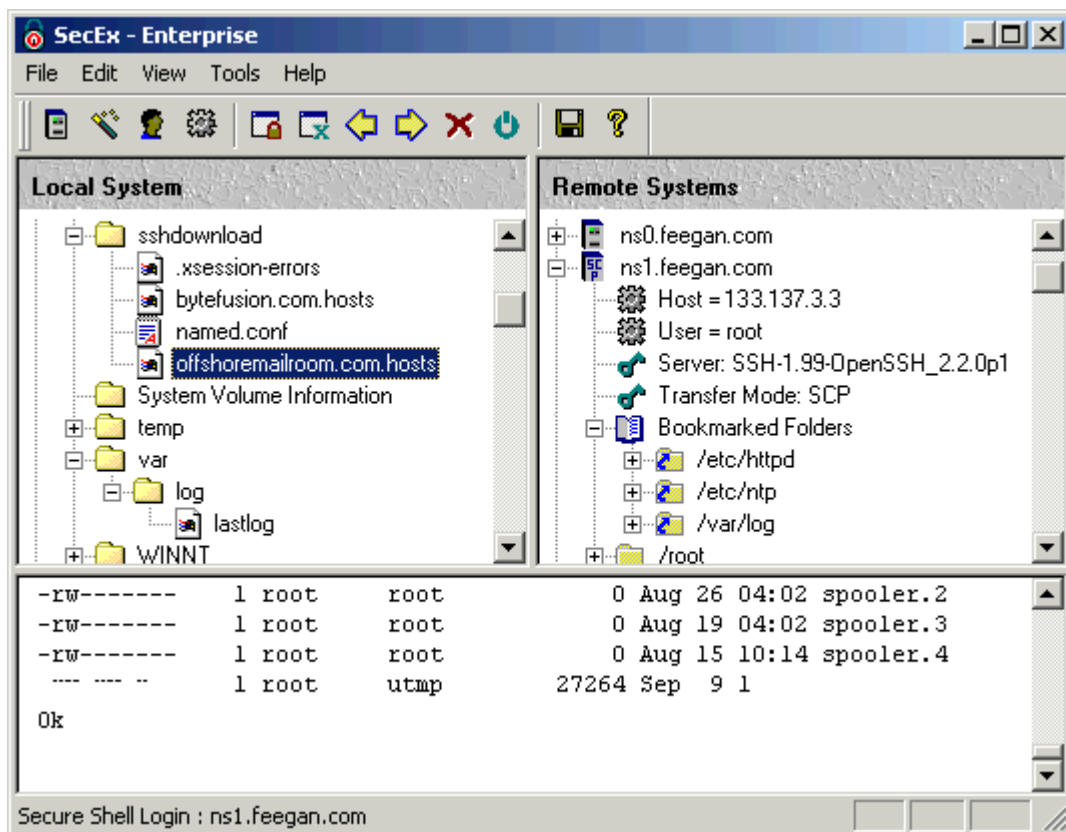 SecEx - Enterprise
File Edit View Tools Help
Local System
sshdownload
.xsession-errors
bytefusion.com.hosts
named.conf
offshoremailroom.com.hosts
System Volume Information
temp
var
log
lastlog
WINNT
Remote Systems
ns0.feegan.com
ns1.feegan.com
Host = 133.137.3.3
User = root
Server: SSH-1.99-OpenSSH_2.2.0p1
Transfer Mode: SCP
Bookmarked Folders
/etc/httpd
/etc/ntp
/var/log
/root
-rw------- 1 root root 0 Aug 26 04:02 spooler.2
-rw------- 1 root root 0 Aug 19 04:02 spooler.3
-rw------- 1 root root 0 Aug 15 10:14 spooler.4
1 root utmp 27264 Sep 9 1
Ok
Secure Shell Login : ns1.feegan.com